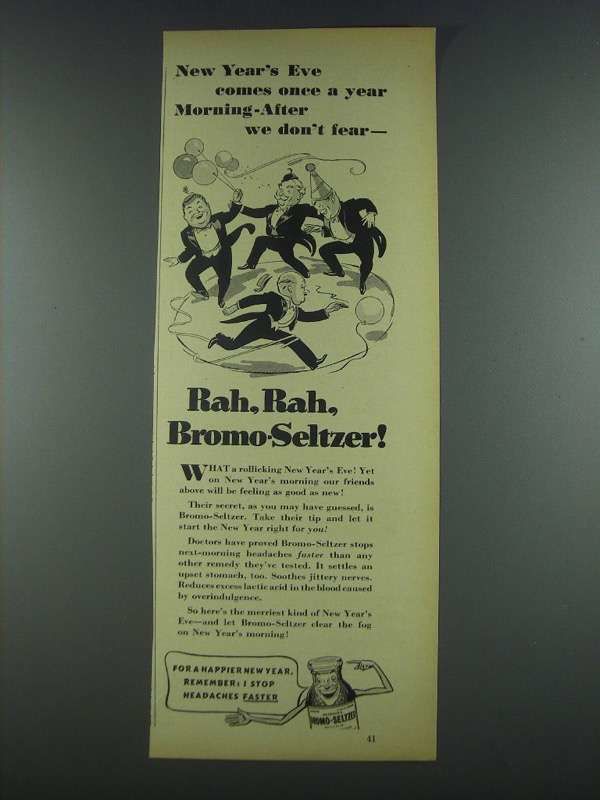 New Year's Eve
comes once a year
Morning-After
we don't fear—
Rah, Rah,
Bromo-Seltzer!
WHAT a rollicking New Year's Eve! Yet
on New Year's morning our friends
above will be feeling as good as new!
Their secret, as you may have guessed, is
Bromo-Seltzer. Take their tip and let it
start the New Year right for you!
Doctors have proved Bromo-Seltzer stops
next-morning headaches faster than any
other remedy they've tested. It settles an
upset stomach, too. Soothes jittery nerves.
Reduces excess lactic acid in the blood caused
by overindulgence.
So here's the merriest kind of New Year's
Eve—and let Bromo-Seltzer clear the fog
on New Year's morning!
FOR A HAPPIER NEW YEAR,
REMEMBER: I STOP
HEADACHES FASTER
BROMO-SELTZER
41